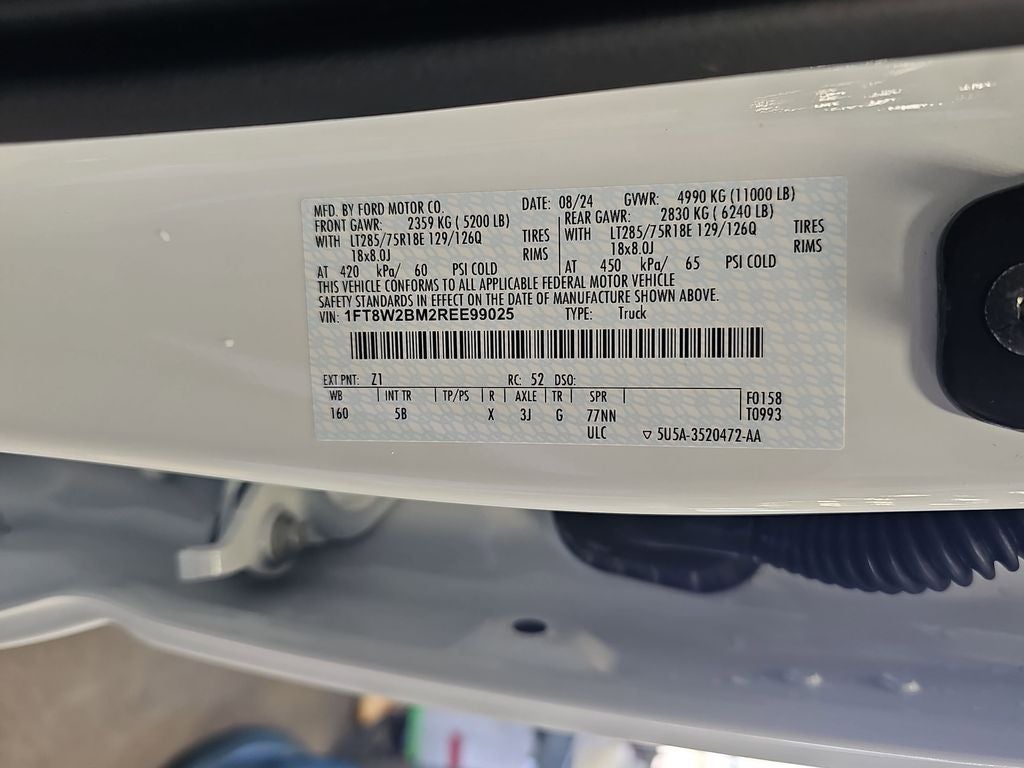 MFD. BY FORD MOTOR CO. DATE: 08/24 GVWR: 4990 KG (11000 LB)
FRONT GAWR: 2359 KG ( 5200 LB) REAR GAWR: 2830 KG ( 6240 LB)
WITH LT285/75R18E 129/126Q TIRES WITH LT285/75R18E 129/126Q TIRES
18x8.0J RIMS 18x8.0J RIMS
AT 420 kPa/ 60 PSI COLD AT 450 kPa/ 65 PSI COLD
THIS VEHICLE CONFORMS TO ALL APPLICABLE FEDERAL MOTOR VEHICLE
SAFETY STANDARDS IN EFFECT ON THE DATE OF MANUFACTURE SHOWN ABOVE.
VIN: 1FT8W2BM2REE99025 TYPE: Truck
EXT PNT: Z1 RC: 52 DSO:
WB INT TR TP/PS R AXLE TR SPR F0158
160 5B X 3J G 77NN T0993
ULC ▽ 5U5A-3520472-AA